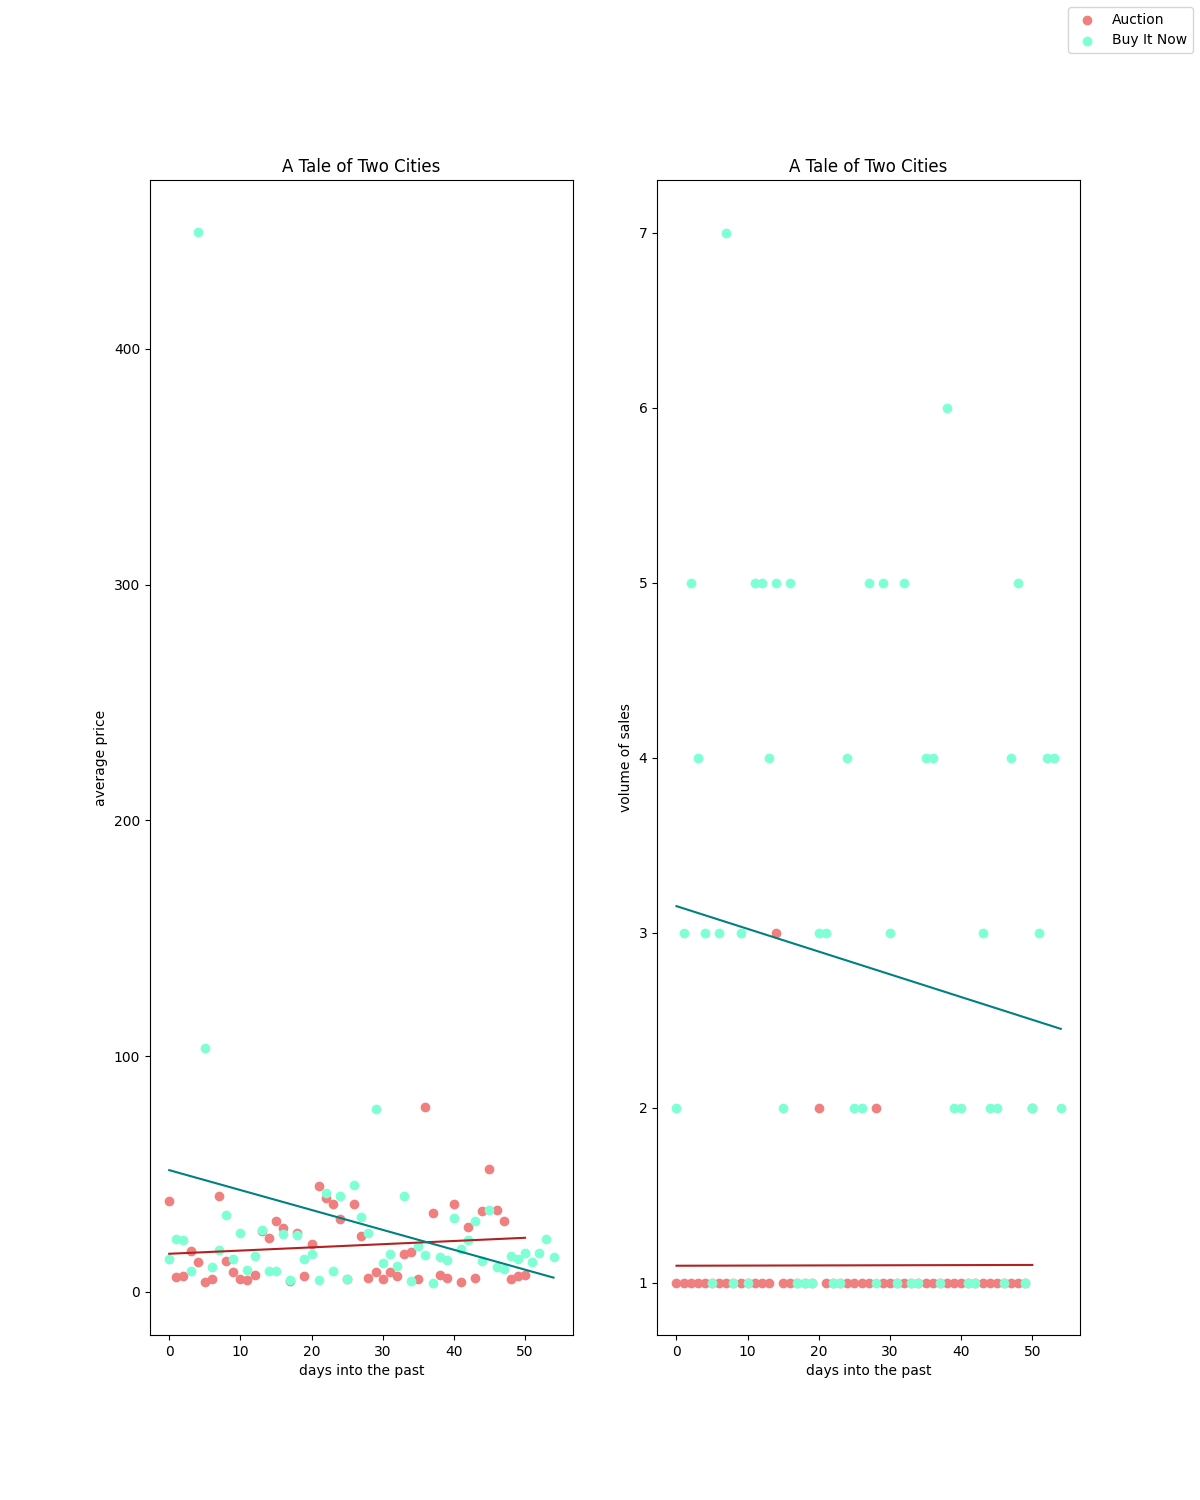 Auction
Buy It Now
A Tale of Two Cities
400
300
200
100
0
average price
0 10 20 30 40 50
days into the past
A Tale of Two Cities
7
6
5
4
3
2
1
volume of sales
0 10 20 30 40 50
days into the past